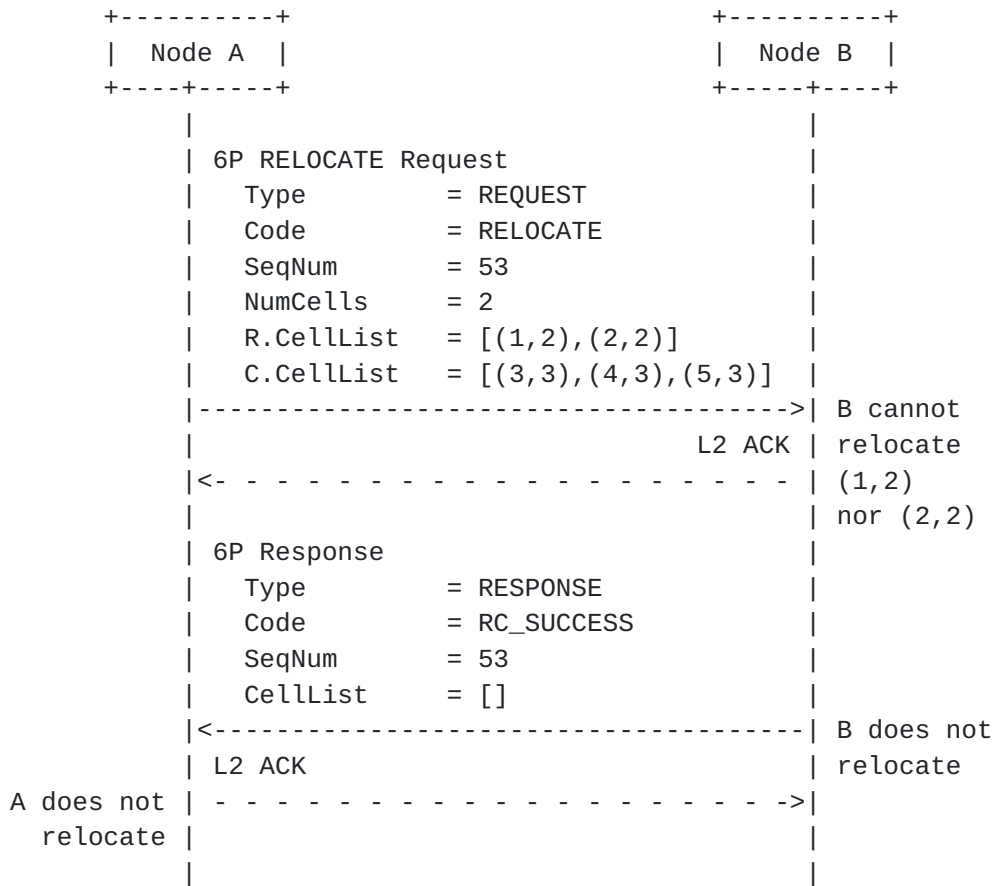 +----------+                           +----------+
|  Node A  |                           |  Node B  |
+----+-----+                           +-----+----+
|                                       |
| 6P RELOCATE Request                   |
|   Type         = REQUEST              |
|   Code         = RELOCATE             |
|   SeqNum       = 53                   |
|   NumCells     = 2                    |
|   R.CellList   = [(1,2),(2,2)]        |
|   C.CellList   = [(3,3),(4,3),(5,3)]  |
|-------------------------------------->| B cannot
|                                L2 ACK | relocate
|<- - - - - - - - - - - - - - - - - - - | (1,2)
|                                       | nor (2,2)
| 6P Response                           |
|   Type         = RESPONSE             |
|   Code         = RC_SUCCESS           |
|   SeqNum       = 53                   |
|   CellList     = []                   |
|<--------------------------------------| B does not
| L2 ACK                                | relocate
A does not | - - - - - - - - - - - - - - - - - - ->|
relocate |                                       |
|                                       |